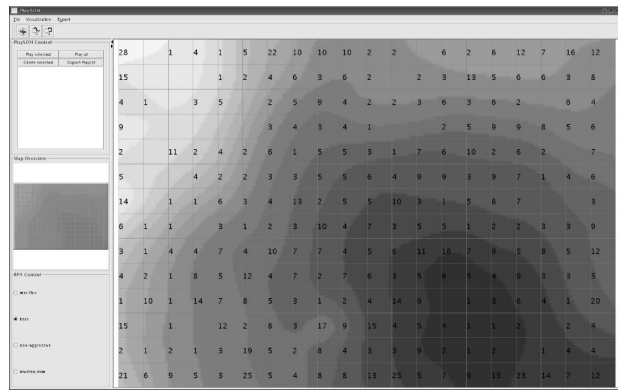 PlaySOM
File Visualization Export
PlaySOM Control
Play selected Play all
Delete selected Export Playlist
Map Overview
RPR Control
bass
non-aggressive
28 1 4 1 5 22 10 10 10 2 2 6 2 6 12 7 16 12
15 1 2 4 6 3 6 2 2 3 13 5 6 6 3 8
4 1 3 5 2 5 9 4 2 2 3 6 3 6 2 6 4
9 3 4 3 4 1 2 5 9 9 8 5 6
2 11 2 4 2 6 1 5 5 3 1 7 6 10 2 6 2 7
5 4 2 2 3 3 5 5 6 4 9 9 3 9 7 1 4 6
14 1 1 6 3 4 13 2 5 5 10 3 1 5 6 7 3
6 1 1 3 1 2 3 10 4 7 3 5 5 1 2 2 3 3 9
3 1 4 4 7 4 10 7 7 4 5 6 11 16 7 9 5 8 5 12
4 2 1 8 5 12 4 7 2 7 6 3 5 6 5 4 9 3 3 5
1 10 1 14 7 8 5 3 1 2 4 14 9 1 3 6 4 1 20
15 1 12 2 8 3 17 9 15 4 5 4 1 1 2 2 4
2 1 2 1 3 19 5 2 8 4 3 3 9 2 1 2 1 4 4
21 6 9 5 3 25 5 4 8 8 13 25 5 7 8 13 23 14 7 12